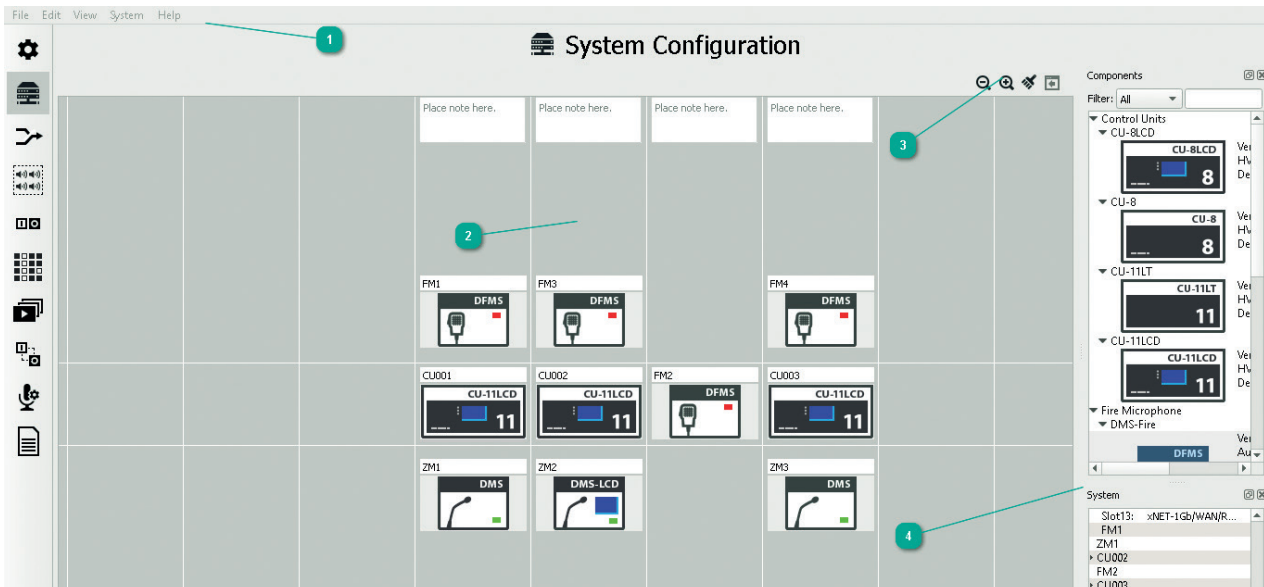 File Edit View System Help
1
System Configuration
3
Components
Filter: All
Place note here. Place note here. Place note here. Place note here.
Control Units
CU-8LCD
CU-8LCD
8
CU-8
CU-8
8
2
FM1 FM3 FM4
DFMS DFMS DFMS
CU-11LT
CU-11LT
11
CU-11LCD
CU-11LCD
11
CU001 CU002 FM2 CU003
CU-11LCD CU-11LCD DFMS CU-11LCD
11 11 11
Fire Microphone
DMS-Fire
DFMS
ZM1 ZM2 ZM3
DMS DMS-LCD DMS
4
System
Slot13: xNET-1Gb/WAN/R...
FM1
ZM1
CU002
FM2
CU003